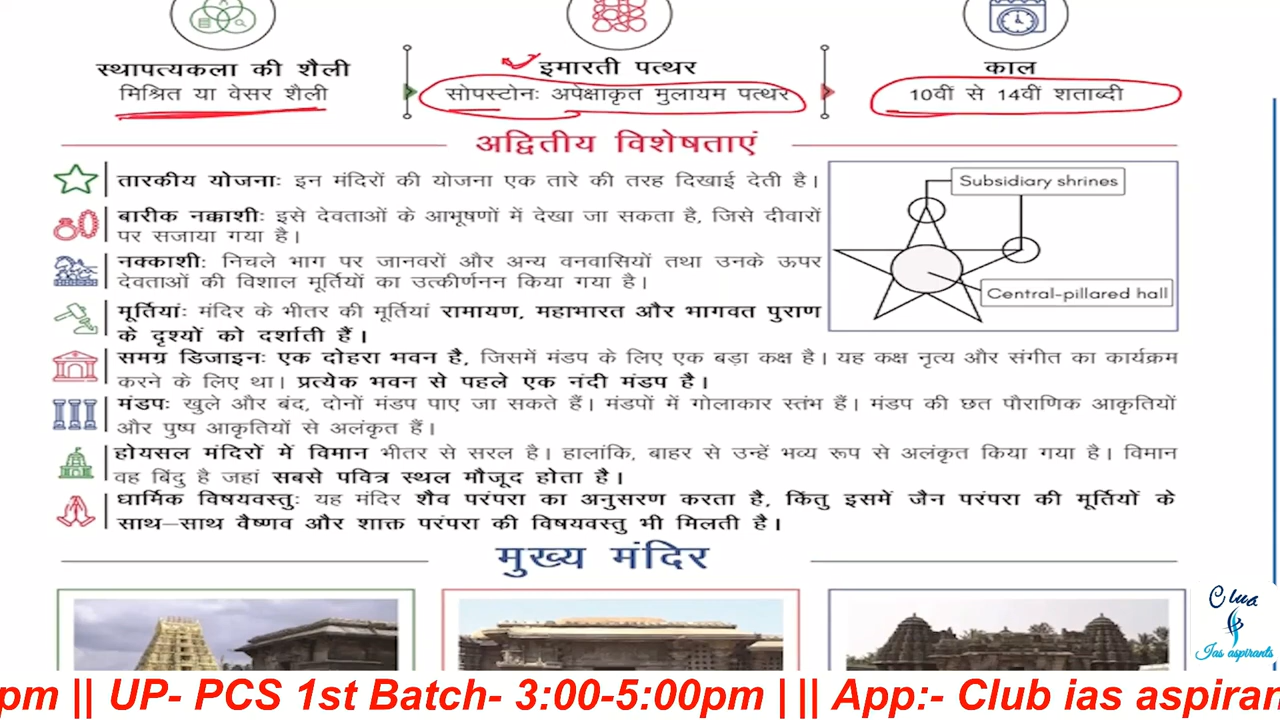 स्थापत्यकला की शैली
मिश्रित या वेसर शैली
इमारती पत्थर
सोपस्टोनः अपेक्षाकृत मुलायम पत्थर
काल
10वीं से 14वीं शताब्दी
अद्वितीय विशेषताएं
तारकीय योजनाः इन मंदिरों की योजना एक तारे की तरह दिखाई देती है।
बारीक नक्काशीः इसे देवताओं के आभूषणों में देखा जा सकता है, जिसे दीवारों
पर सजाया गया है।
नक्काशी: निचले भाग पर जानवरों और अन्य वनवासियों तथा उनके ऊपर
देवताओं की विशाल मूर्तियों का उत्कीर्णनन किया गया है।
मूर्तियांः मंदिर के भीतर की मूर्तियां रामायण, महाभारत और भागवत पुराण
के दृश्यों को दर्शाती हैं।
Subsidiary shrines
Central-pillared hall
समग्र डिजाइनः एक दोहरा भवन है, जिसमें मंडप के लिए एक बड़ा कक्ष है। यह कक्ष नृत्य और संगीत का कार्यक्रम
करने के लिए था। प्रत्येक भवन से पहले एक नंदी मंडप है।
मंडपः खुले और बंद, दोनों मंडप पाए जा सकते हैं। मंडपों में गोलाकार स्तंभ हैं। मंडप की छत पौराणिक आकृतियों
और पुष्प आकृतियों से अलंकृत हैं।
होयसल मंदिरों में विमान भीतर से सरल है। हालांकि, बाहर से उन्हें भव्य रूप से अलंकृत किया गया है। विमान
वह बिंदु है जहां सबसे पवित्र स्थल मौजूद होता है।
धार्मिक विषयवस्तुः यह मंदिर शैव परंपरा का अनुसरण करता है, किंतु इसमें जैन परंपरा की मूर्तियों के
साथ–साथ वैष्णव और शाक्त परंपरा की विषयवस्तु भी मिलती है।
मुख्य मंदिर
Club
Ias aspirants
pm || UP- PCS 1st Batch- 3:00-5:00pm | || App:- Club ias aspiran